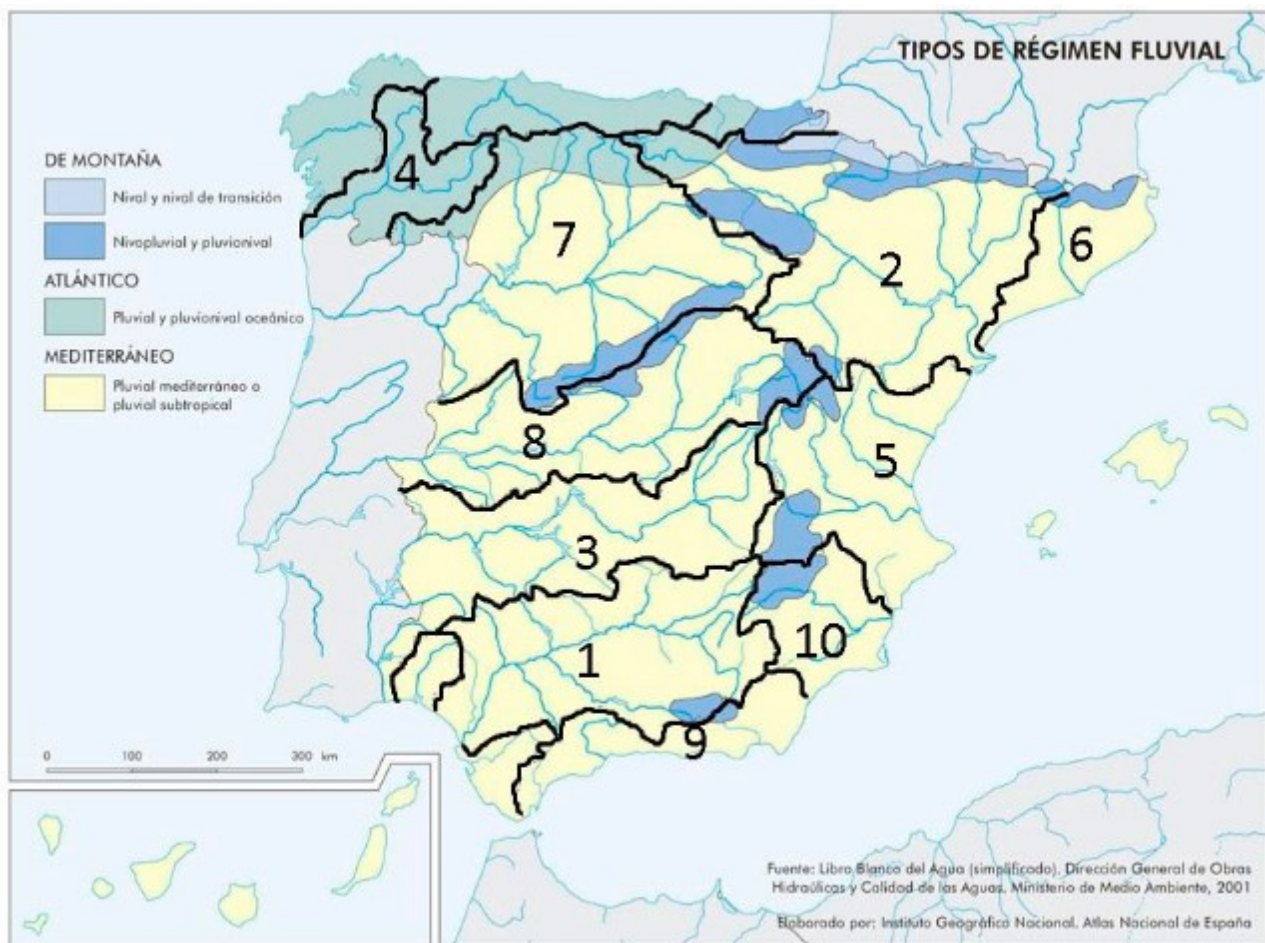 TIPOS DE RÉGIMEN FLUVIAL
DE MONTAÑA
Nival y nival de transición
Nivopluvial y pluvionival
ATLÁNTICO
Pluvial y pluvionival oceánico
MEDITERRÁNEO
Pluvial mediterráneo o
pluvial subtropical
4
7
2
6
8
5
3
10
1
9
0 100 200 300 km
Fuente: Libro Blanco del Agua (simplificado). Dirección General de Obras
Hidraúlicas y Calidad de las Aguas. Ministerio de Medio Ambiente, 2001
Elaborado por: Instituto Geográfico Nacional. Atlas Nacional de España